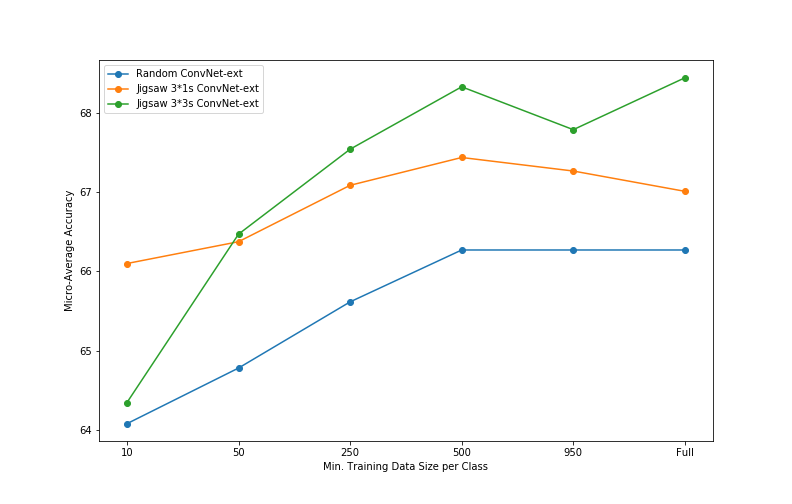 Random ConvNet-ext
Jigsaw 3*1s ConvNet-ext
Jigsaw 3*3s ConvNet-ext
68
67
66
65
64
Micro-Average Accuracy
10 50 250 500 950 Full
Min. Training Data Size per Class